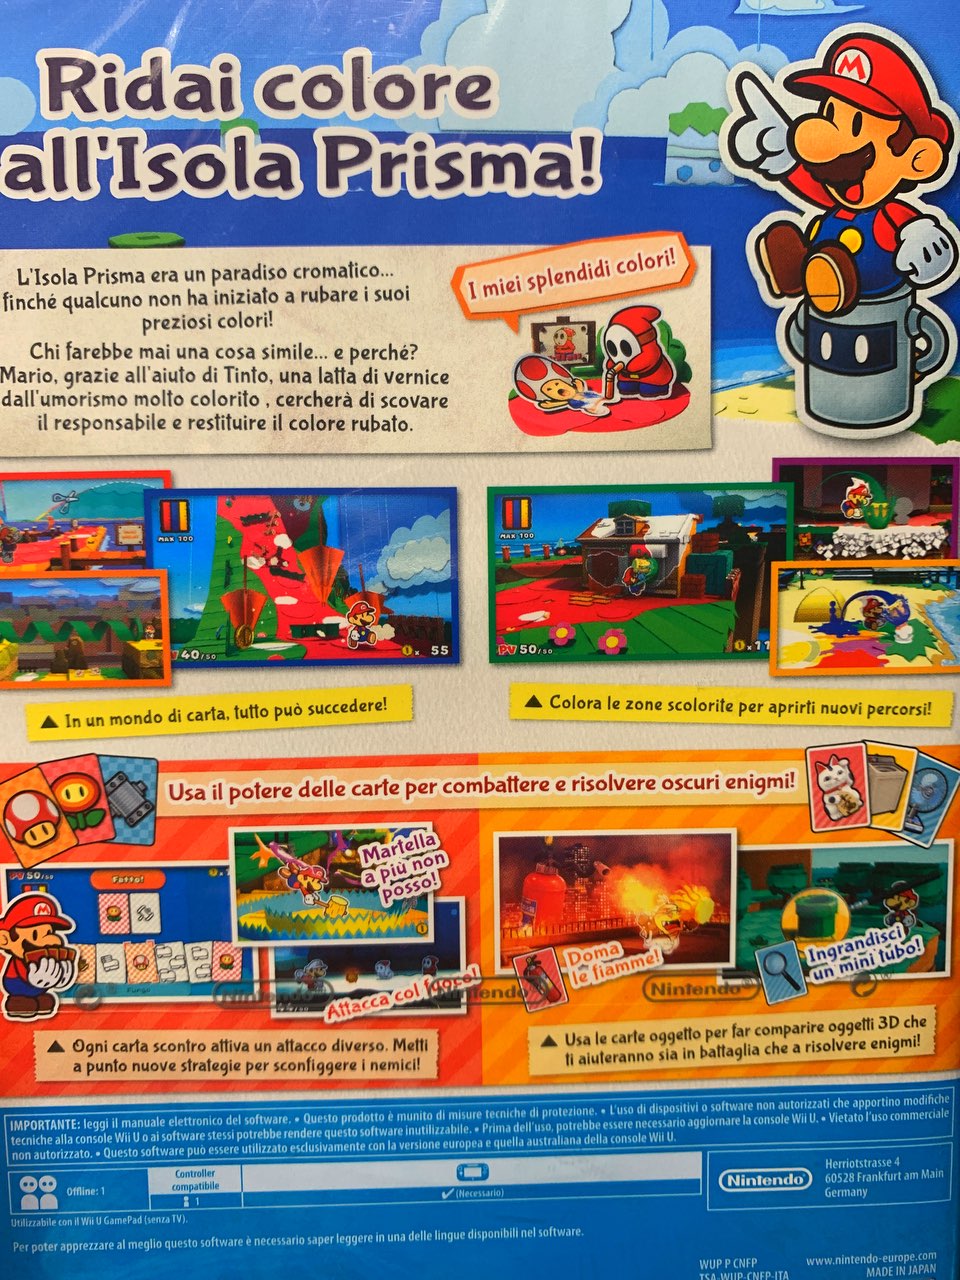 Ridai colore
all'Isola Prisma!
L'Isola Prisma era un paradiso cromatico...
finché qualcuno non ha iniziato a rubare i suoi
preziosi colori!
Chi farebbe mai una cosa simile... e perché?
Mario, grazie all'aiuto di Tinto, una latta di vernice
dall'umorismo molto colorito , cercherà di scovare
il responsabile e restituire il colore rubato.
I miei splendidi colori!
M
MAX 100
40/50
55
MAX 100
PV 50/50
x 11
▲ In un mondo di carta, tutto può succedere!
▲ Colora le zone scolorite per aprirti nuovi percorsi!
Usa il potere delle carte per combattere e risolvere oscuri enigmi!
PV 50/50
Fatto!
Fungo
Martella
a più non
posso!
Attacca col fuoco!
Doma
le fiamme!
Ingrandisci
un mini tubo!
Nintendo
Nintendo
Nintendo
▲ Ogni carta scontro attiva un attacco diverso. Metti
a punto nuove strategie per sconfiggere i nemici!
▲ Usa le carte oggetto per far comparire oggetti 3D che
ti aiuteranno sia in battaglia che a risolvere enigmi!
IMPORTANTE: leggi il manuale elettronico del software. • Questo prodotto è munito di misure tecniche di protezione. • L'uso di dispositivi o software non autorizzati che apportino modifiche
tecniche alla console Wii U o ai software stessi potrebbe rendere questo software inutilizzabile. • Prima dell'uso, potrebbe essere necessario aggiornare la console Wii U. • Vietato l'uso commerciale
non autorizzato. • Questo software può essere utilizzato esclusivamente con la versione europea e quella australiana della console Wii U.
Offline: 1
Controller
compatibile
1
✓(Necessario)
Nintendo
Herriotstrasse 4
60528 Frankfurt am Main
Germany
Utilizzabile con il Wii U GamePad (senza TV).
Per poter apprezzare al meglio questo software è necessario saper leggere in una delle lingue disponibili nel software.
WUP P CNFP
TSA-WUP-CNFP-ITA
www.nintendo-europe.com
MADE IN JAPAN